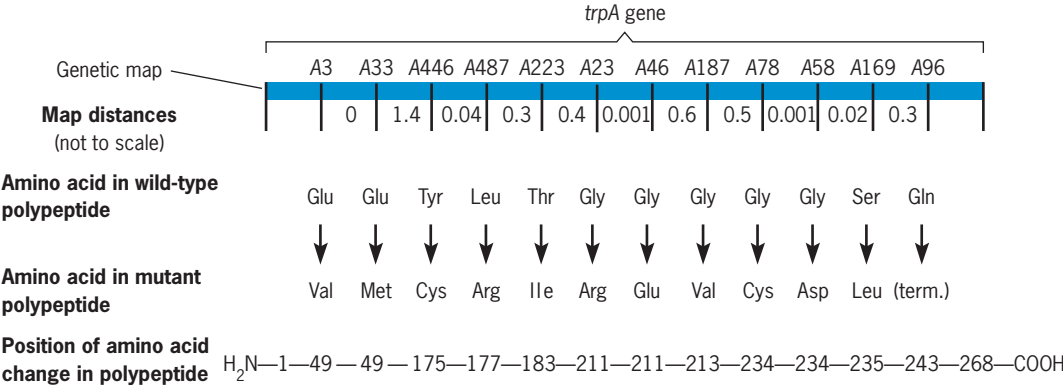 trpA gene
Genetic map
A3 A33 A446 A487 A223 A23 A46 A187 A78 A58 A169 A96
Map distances
(not to scale)
0 1.4 0.04 0.3 0.4 0.001 0.6 0.5 0.001 0.02 0.3
Amino acid in wild-type
polypeptide
Glu Glu Tyr Leu Thr Gly Gly Gly Gly Gly Ser Gln
Amino acid in mutant
polypeptide
Val Met Cys Arg Ile Arg Glu Val Cys Asp Leu (term.)
Position of amino acid
change in polypeptide
H2N—1—49—49—175—177—183—211—211—213—234—234—235—243—268—COOH